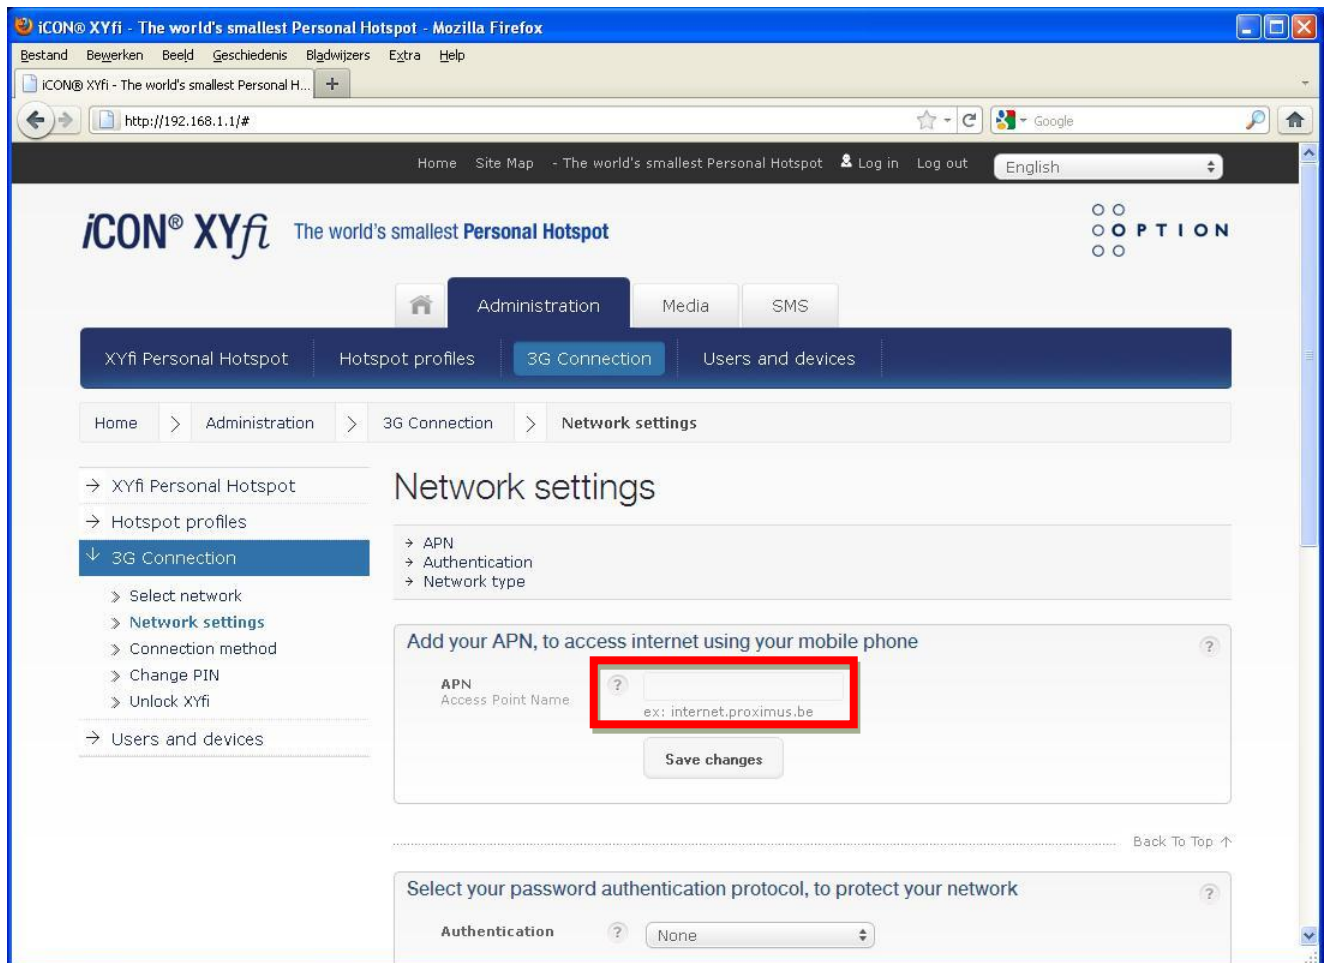 iCON® XYfi - The world's smallest Personal Hotspot - Mozilla Firefox
Bestand Bewerken Beeld Geschiedenis Bladwijzers Extra Help
iCON® XYfi - The world's smallest Personal H... +
http://192.168.1.1/# Google
Home Site Map - The world's smallest Personal Hotspot Log in Log out English
iCON® XYfi The world's smallest Personal Hotspot OPTION
Administration Media SMS
XYfi Personal Hotspot Hotspot profiles 3G Connection Users and devices
Home > Administration > 3G Connection > Network settings
→ XYfi Personal Hotspot
→ Hotspot profiles
↓ 3G Connection
» Select network
» Network settings
» Connection method
» Change PIN
» Unlock XYfi
→ Users and devices
Network settings
→ APN
→ Authentication
→ Network type
Add your APN, to access internet using your mobile phone ?
APN ?
Access Point Name
ex: internet.proximus.be
Save changes
Back To Top ↑
Select your password authentication protocol, to protect your network ?
Authentication ? None